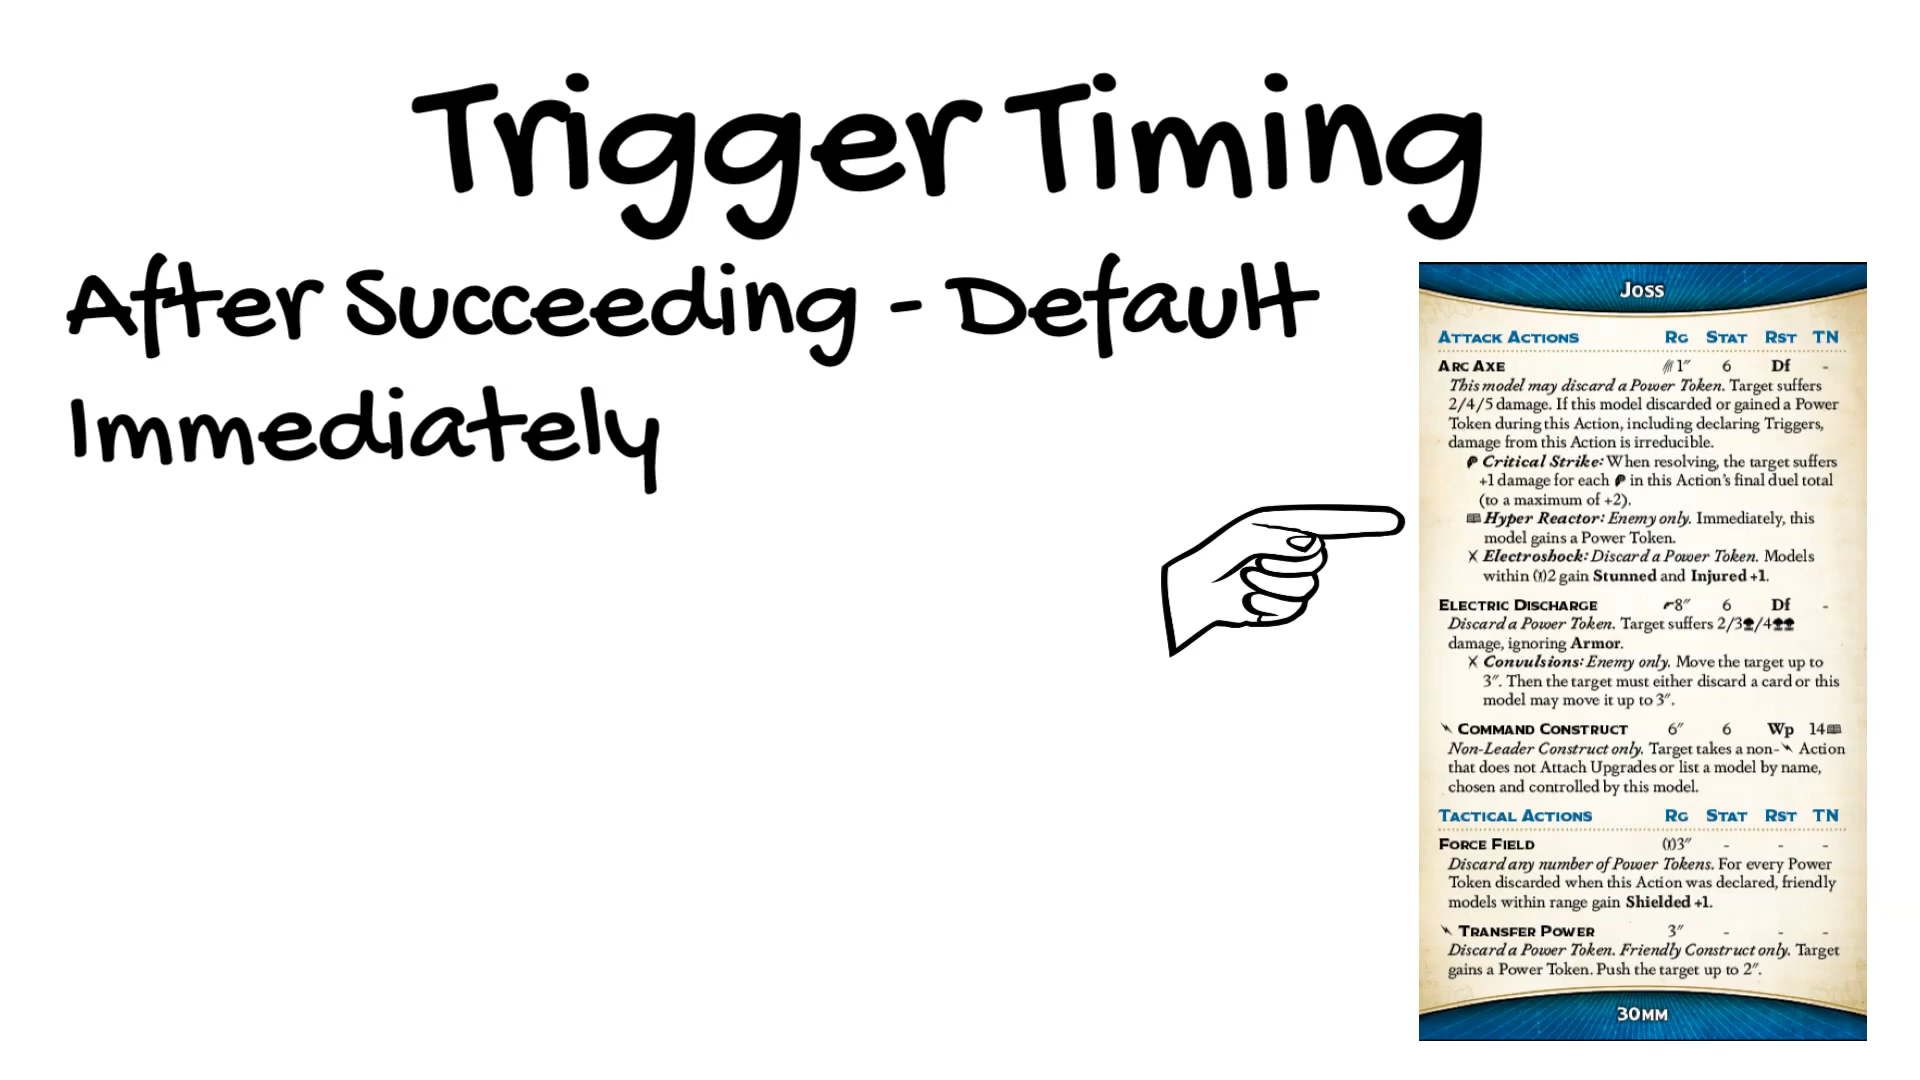 Trigger Timing
After Succeeding - Default
Immediately
Joss
Attack Actions Rg Stat Rst TN
Arc Axe 1" 6 Df -
This model may discard a Power Token. Target suffers
2/4/5 damage. If this model discarded or gained a Power
Token during this Action, including declaring Triggers,
damage from this Action is irreducible.
Critical Strike: When resolving, the target suffers
+1 damage for each in this Action's final duel total
(to a maximum of +2).
Hyper Reactor: Enemy only. Immediately, this
model gains a Power Token.
Electroshock: Discard a Power Token. Models
within 2 gain Stunned and Injured +1.
Electric Discharge 8" 6 Df -
Discard a Power Token. Target suffers 2/3/4
damage, ignoring Armor.
Convulsions: Enemy only. Move the target up to
3". Then the target must either discard a card or this
model may move it up to 3".
Command Construct 6" 6 Wp 14
Non-Leader Construct only. Target takes a non- Action
that does not Attach Upgrades or list a model by name,
chosen and controlled by this model.
Tactical Actions Rg Stat Rst TN
Force Field 3" - - -
Discard any number of Power Tokens. For every Power
Token discarded when this Action was declared, friendly
models within range gain Shielded +1.
Transfer Power 3" - - -
Discard a Power Token. Friendly Construct only. Target
gains a Power Token. Push the target up to 2".
30mm